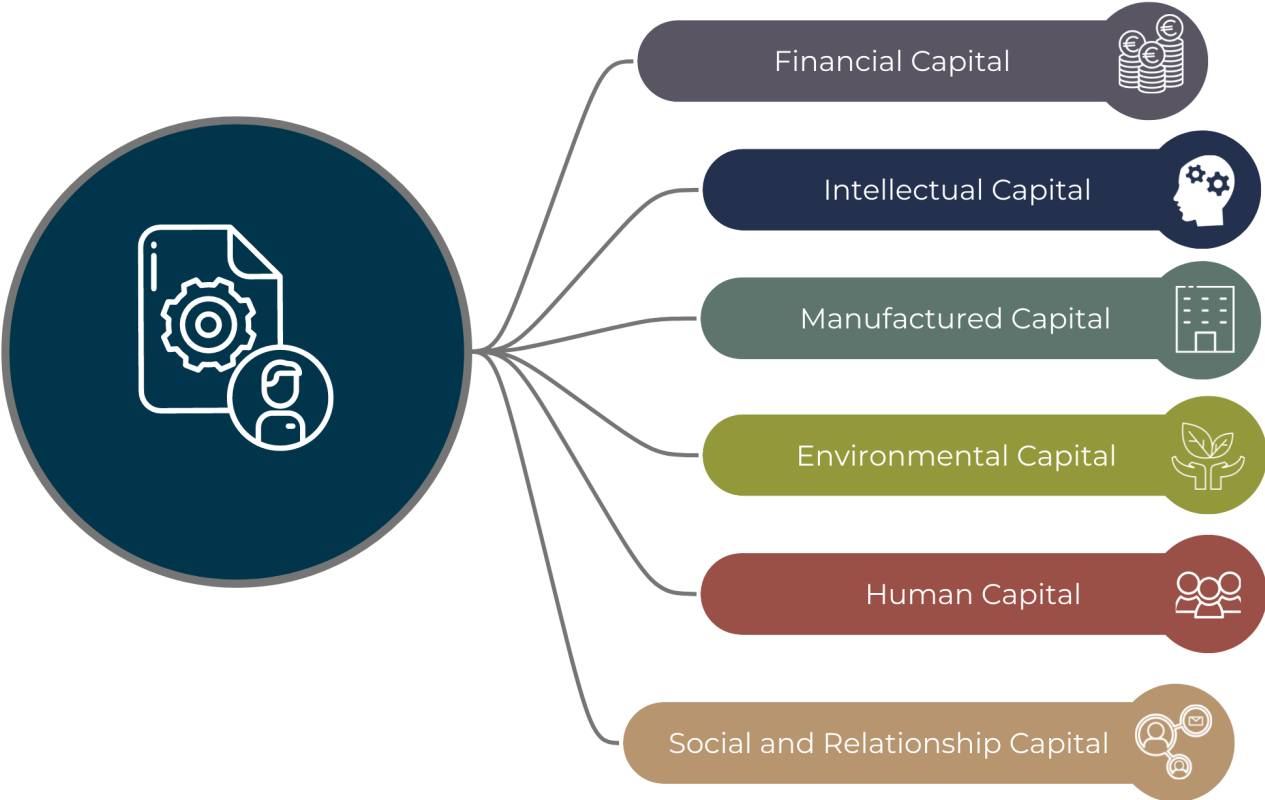 Financial Capital
Intellectual Capital
Manufactured Capital
Environmental Capital
Human Capital
Social and Relationship Capital